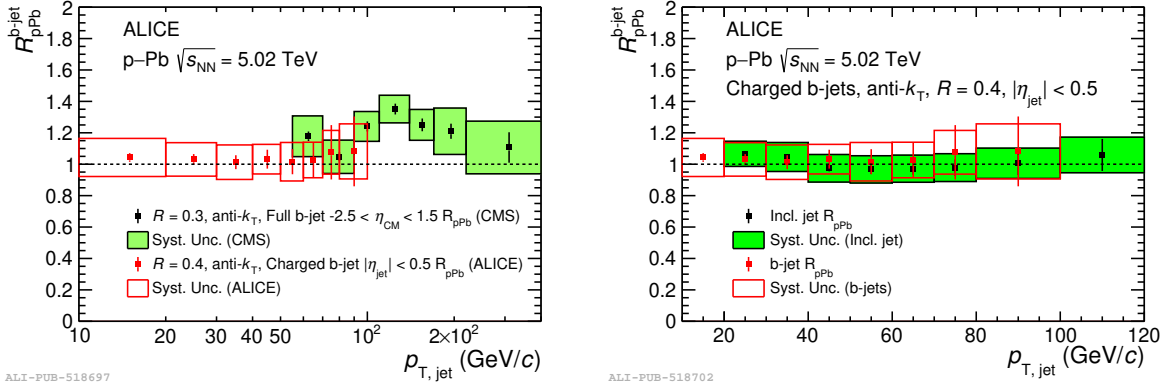 ALICE
p–Pb √sNN = 5.02 TeV
R = 0.3, anti-kT, Full b-jet -2.5 < ηCM < 1.5 RpPb (CMS)
Syst. Unc. (CMS)
R = 0.4, anti-kT, Charged b-jet |ηjet| < 0.5 RpPb (ALICE)
Syst. Unc. (ALICE)
R b-jet pPb
2
1.8
1.6
1.4
1.2
1
0.8
0.6
0.4
0.2
0
10 20 30 40 50 10² 2×10²
pT, jet (GeV/c)
ALI-PUB-518697
ALICE
p–Pb √sNN = 5.02 TeV
Charged b-jets, anti-kT, R = 0.4, |ηjet| < 0.5
Incl. jet RpPb
Syst. Unc. (Incl. jet)
b-jet RpPb
Syst. Unc. (b-jets)
R b-jet pPb
2
1.8
1.6
1.4
1.2
1
0.8
0.6
0.4
0.2
0
20 40 60 80 100 120
pT, jet (GeV/c)
ALI-PUB-518702